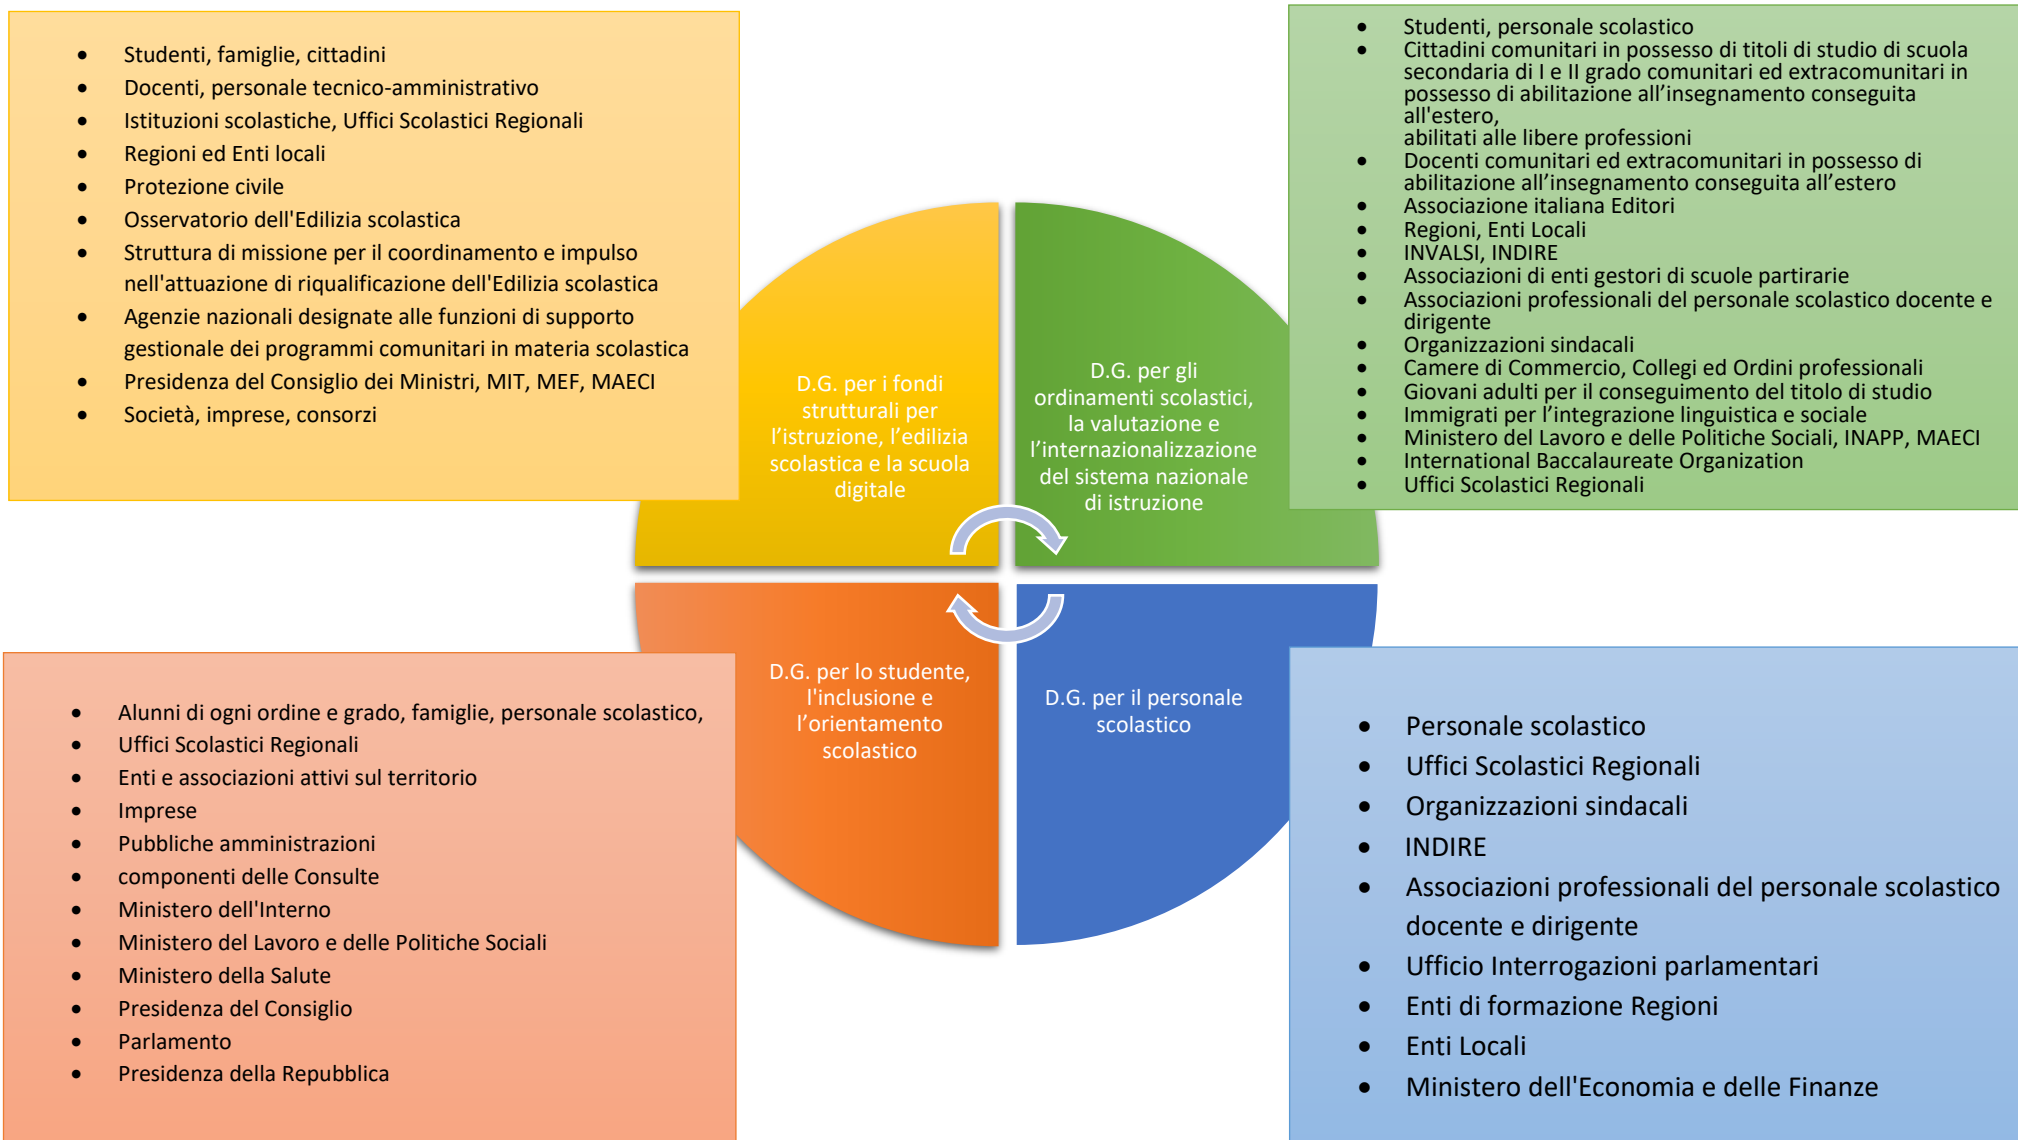 • Studenti, famiglie, cittadini
• Docenti, personale tecnico-amministrativo
• Istituzioni scolastiche, Uffici Scolastici Regionali
• Regioni ed Enti locali
• Protezione civile
• Osservatorio dell'Edilizia scolastica
• Struttura di missione per il coordinamento e impulso
nell'attuazione di riqualificazione dell'Edilizia scolastica
• Agenzie nazionali designate alle funzioni di supporto
gestionale dei programmi comunitari in materia scolastica
• Presidenza del Consiglio dei Ministri, MIT, MEF, MAECI
• Società, imprese, consorzi
• Studenti, personale scolastico
• Cittadini comunitari in possesso di titoli di studio di scuola
secondaria di I e II grado comunitari ed extracomunitari in
possesso di abilitazione all’insegnamento conseguita
all'estero,
abilitati alle libere professioni
• Docenti comunitari ed extracomunitari in possesso di
abilitazione all’insegnamento conseguita all’estero
• Associazione italiana Editori
• Regioni, Enti Locali
• INVALSI, INDIRE
• Associazioni di enti gestori di scuole partirarie
• Associazioni professionali del personale scolastico docente e
dirigente
• Organizzazioni sindacali
• Camere di Commercio, Collegi ed Ordini professionali
• Giovani adulti per il conseguimento del titolo di studio
• Immigrati per l’integrazione linguistica e sociale
• Ministero del Lavoro e delle Politiche Sociali, INAPP, MAECI
• International Baccalaureate Organization
• Uffici Scolastici Regionali
D.G. per i fondi
strutturali per
l’istruzione, l’edilizia
scolastica e la scuola
digitale
D.G. per gli
ordinamenti scolastici,
la valutazione e
l’internazionalizzazione
del sistema nazionale
di istruzione
D.G. per lo studente,
l'inclusione e
l’orientamento
scolastico
D.G. per il personale
scolastico
• Alunni di ogni ordine e grado, famiglie, personale scolastico,
• Uffici Scolastici Regionali
• Enti e associazioni attivi sul territorio
• Imprese
• Pubbliche amministrazioni
• componenti delle Consulte
• Ministero dell'Interno
• Ministero del Lavoro e delle Politiche Sociali
• Ministero della Salute
• Presidenza del Consiglio
• Parlamento
• Presidenza della Repubblica
• Personale scolastico
• Uffici Scolastici Regionali
• Organizzazioni sindacali
• INDIRE
• Associazioni professionali del personale scolastico
docente e dirigente
• Ufficio Interrogazioni parlamentari
• Enti di formazione Regioni
• Enti Locali
• Ministero dell'Economia e delle Finanze